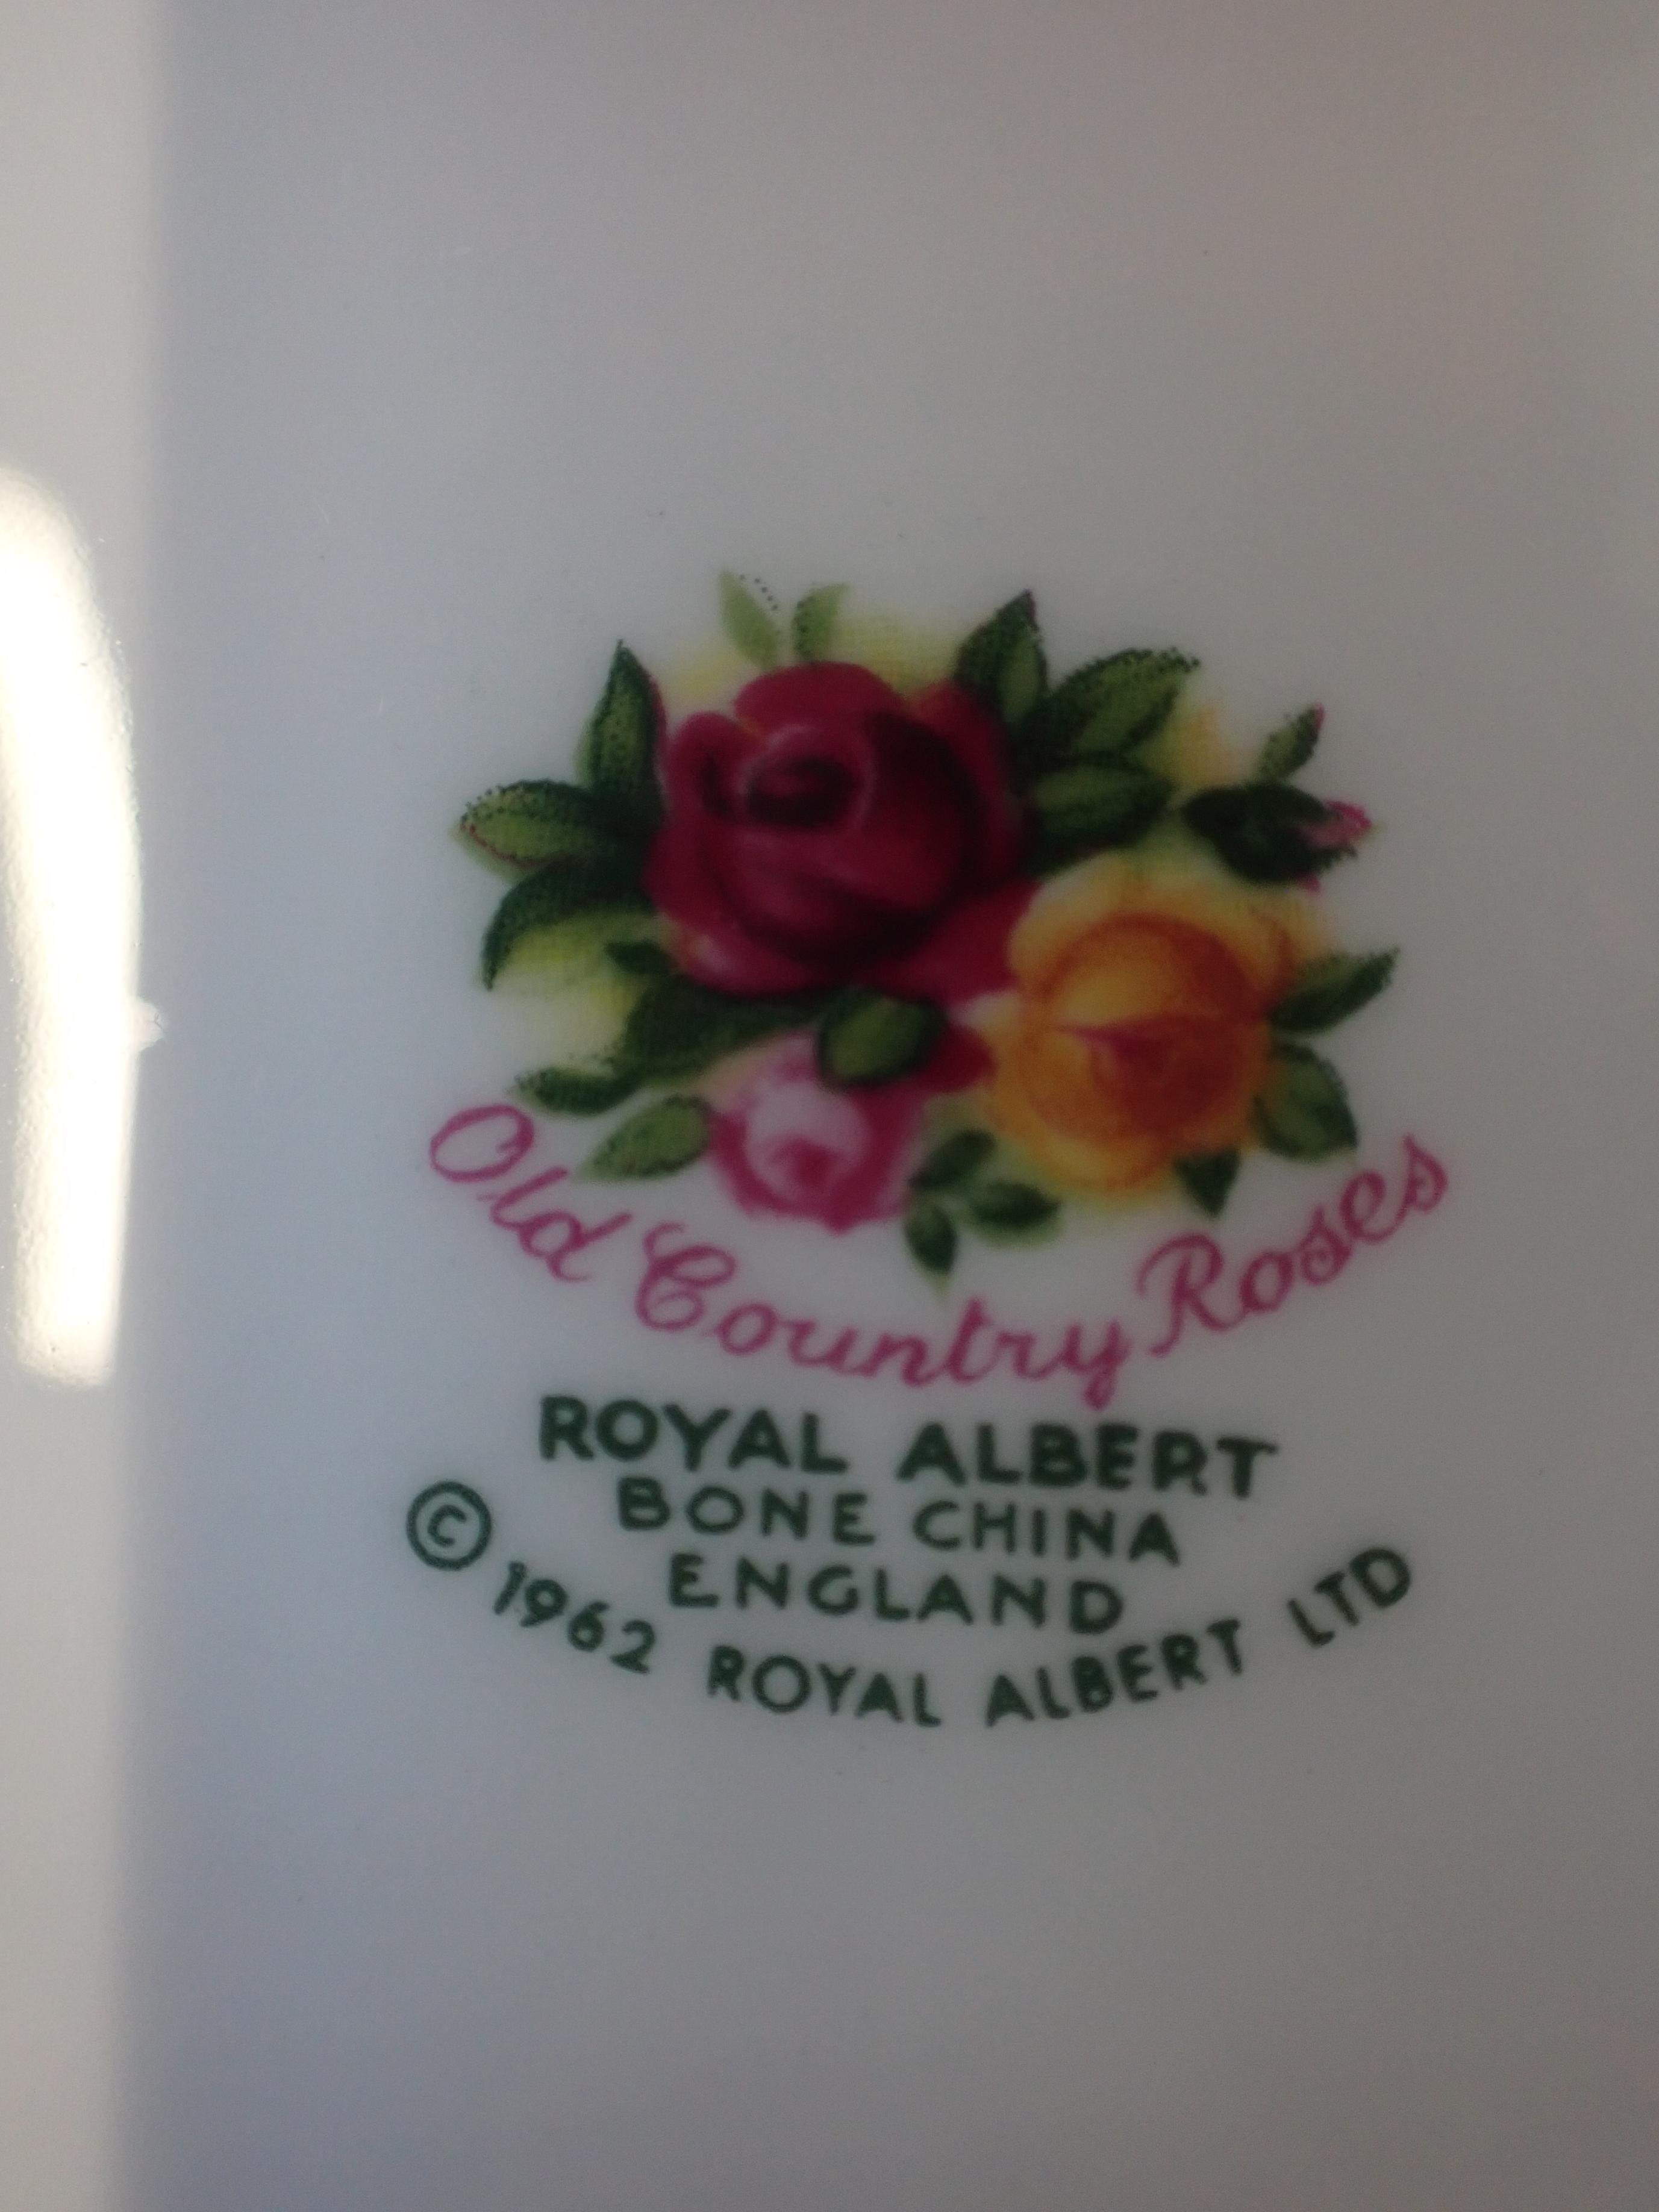 Old Country Roses
ROYAL ALBERT
BONE CHINA
ENGLAND
© 1962 ROYAL ALBERT LTD